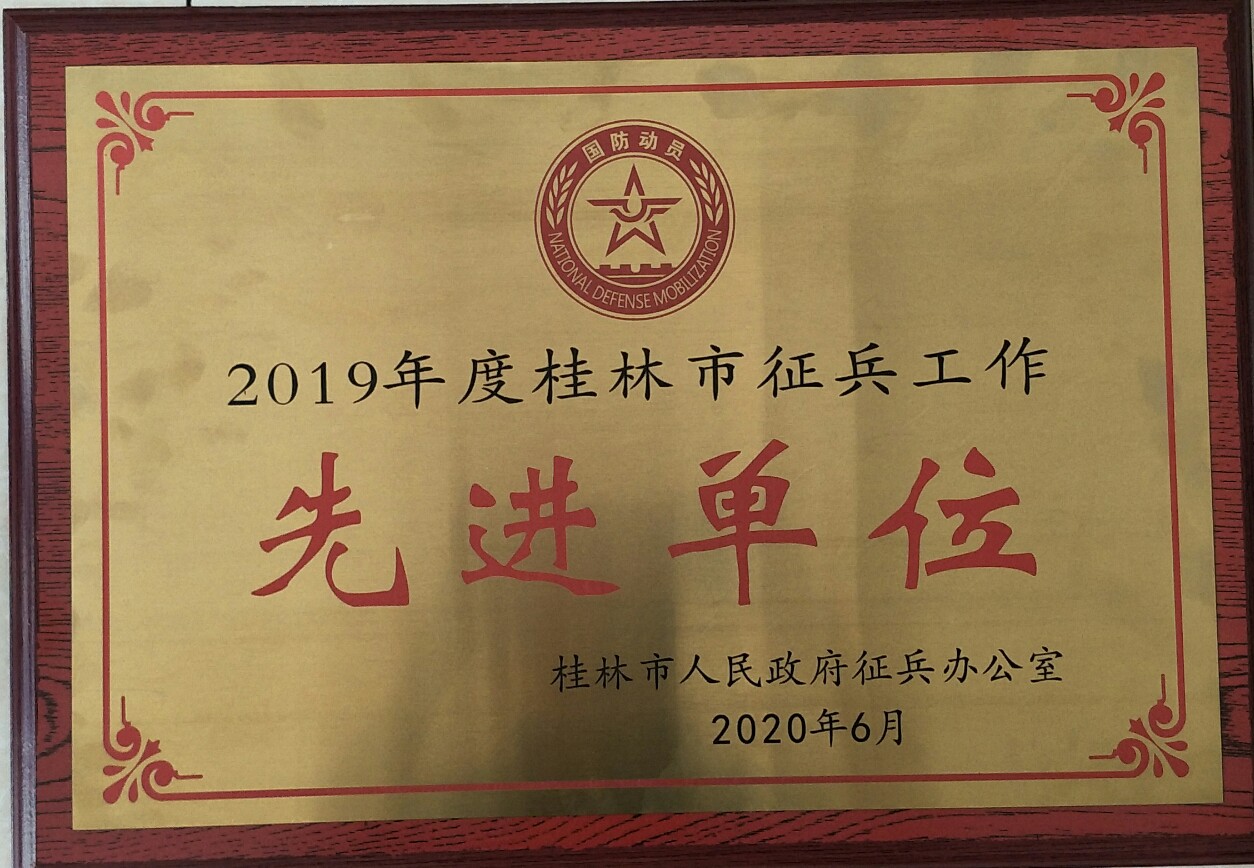 国防动员
NATIONAL DEFENSE MOBILIZATION
2019年度桂林市征兵工作
先进单位
桂林市人民政府征兵办公室
2020年6月